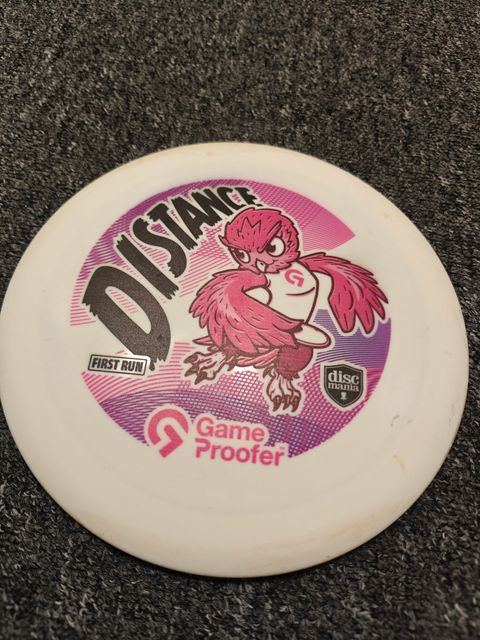 DISTANCE
FIRST RUN
disc
mania
Game
Proofer